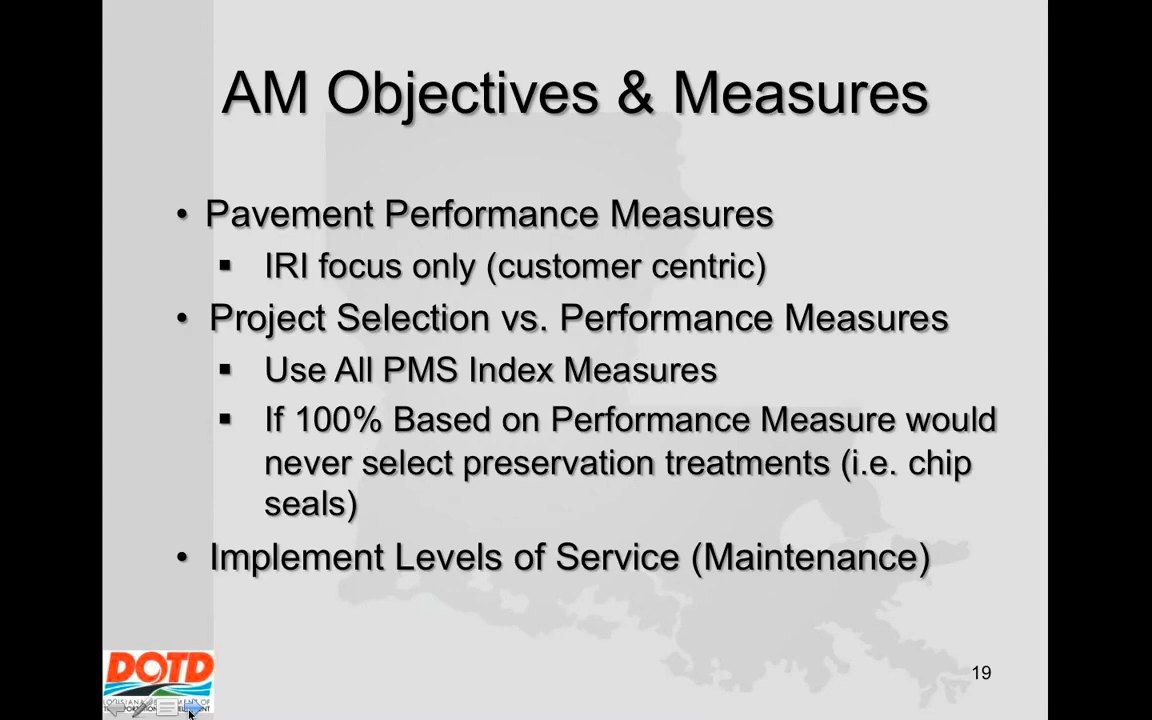 AM Objectives & Measures
• Pavement Performance Measures
▪ IRI focus only (customer centric)
• Project Selection vs. Performance Measures
▪ Use All PMS Index Measures
▪ If 100% Based on Performance Measure would
never select preservation treatments (i.e. chip
seals)
• Implement Levels of Service (Maintenance)
DOTD
19